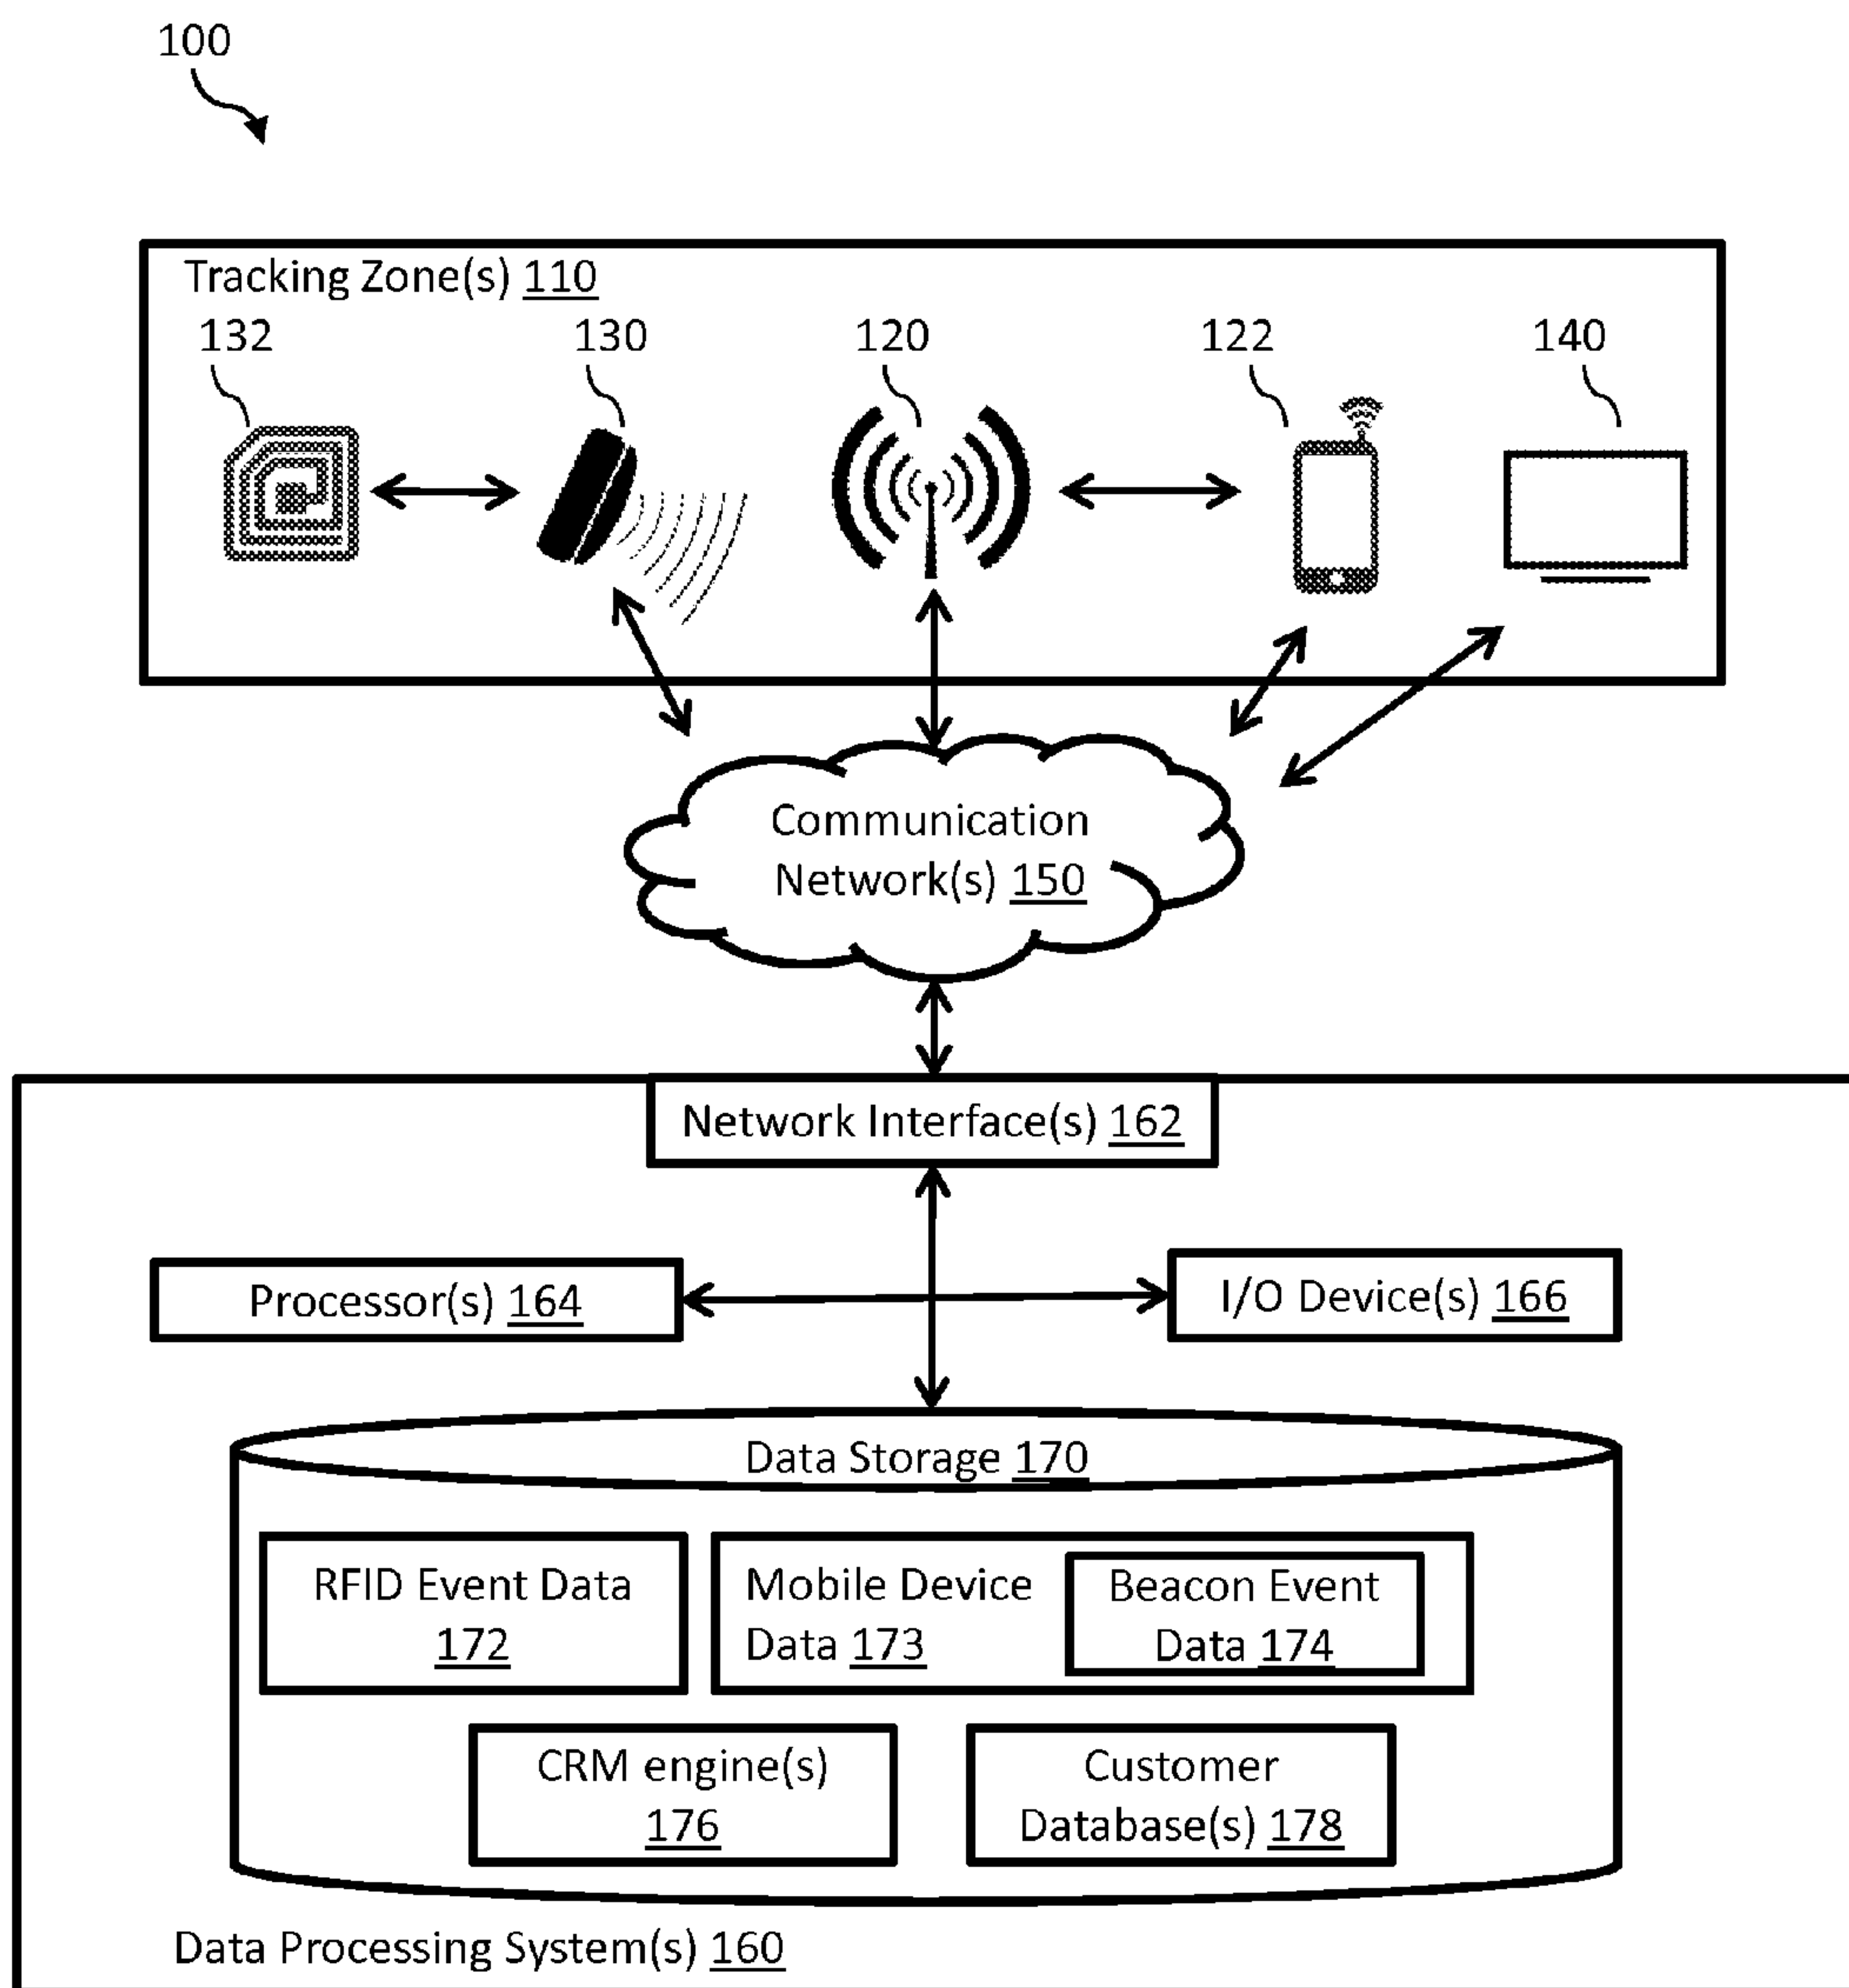 100
Tracking Zone(s) 110
132 130 120 122 140
Communication
Network(s) 150
Network Interface(s) 162
Processor(s) 164
I/O Device(s) 166
Data Storage 170
RFID Event Data
172
Mobile Device
Data 173
Beacon Event
Data 174
CRM engine(s)
176
Customer
Database(s) 178
Data Processing System(s) 160